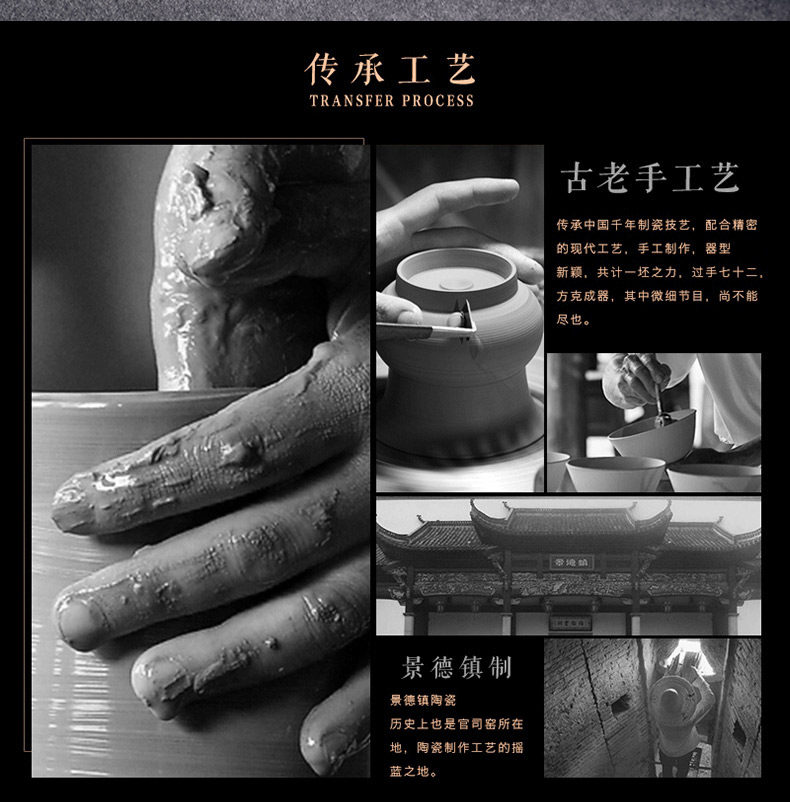 传承工艺
TRANSFER PROCESS
古老手工艺
传承中国千年制瓷技艺，配合精密
的现代工艺，手工制作，器型
新颖，共计一坯之力，过手七十二，
方克成器，其中微细节目，尚不能
尽也。
景德镇
景德镇制
景德镇陶瓷
历史上也是官司窑所在
地，陶瓷制作工艺的摇
蓝之地。